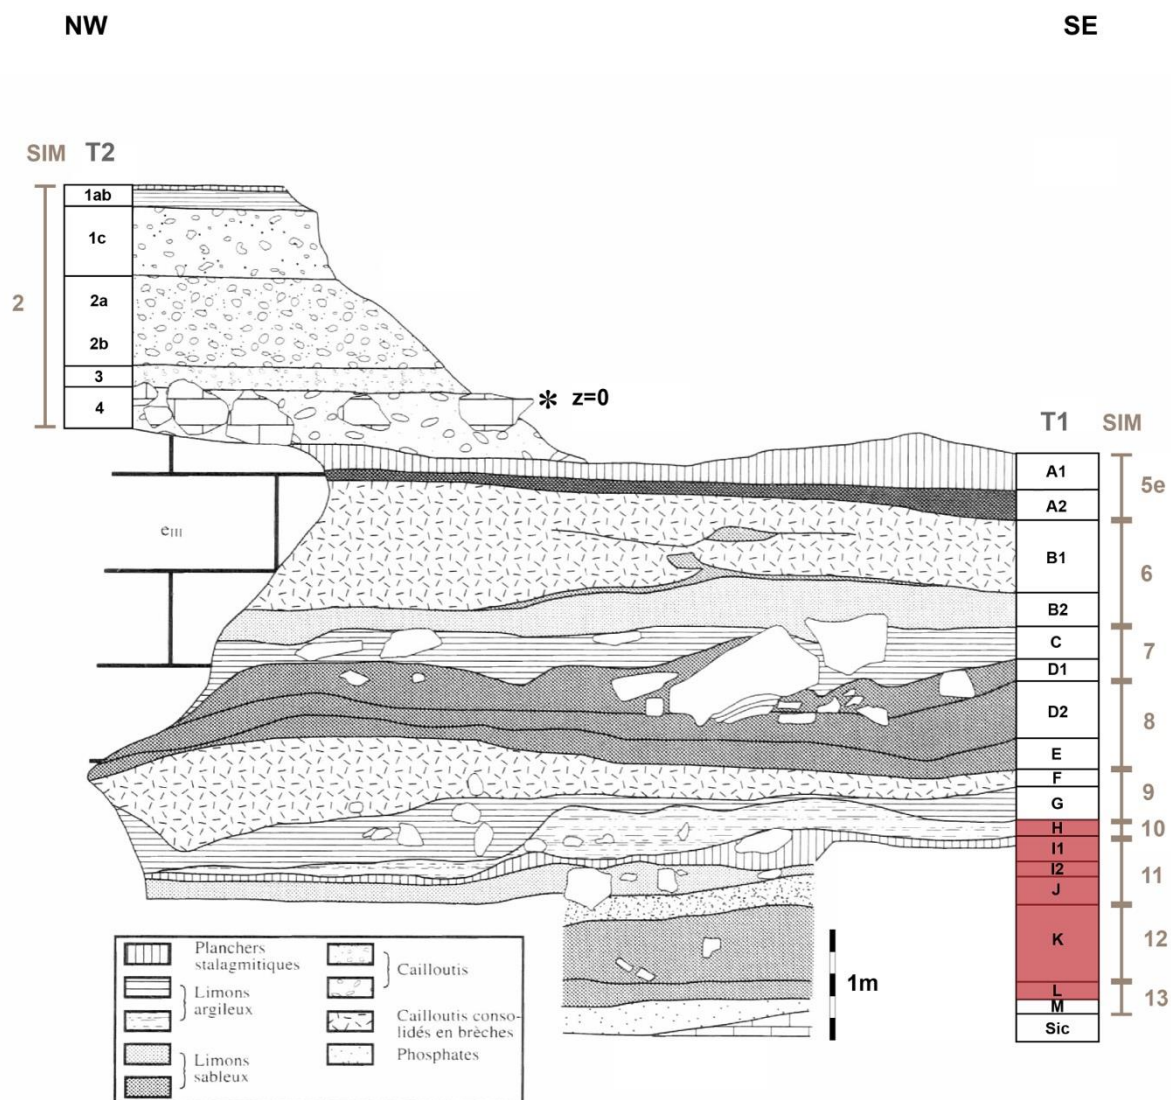 NW
SE
SIM T2
1ab
1c
2a
2
2b
3
4
* z=0
T1 SIM
A1
5e
A2
eIII
B1
6
B2
C
7
D1
D2
8
E
F
9
G
H
10
I1
I2
11
J
K
12
L
13
M
Sic
1m
Planchers
stalagmitiques
Limons
argileux
Limons
sableux
Cailloutis
Cailloutis conso-
lidés en brèches
Phosphates